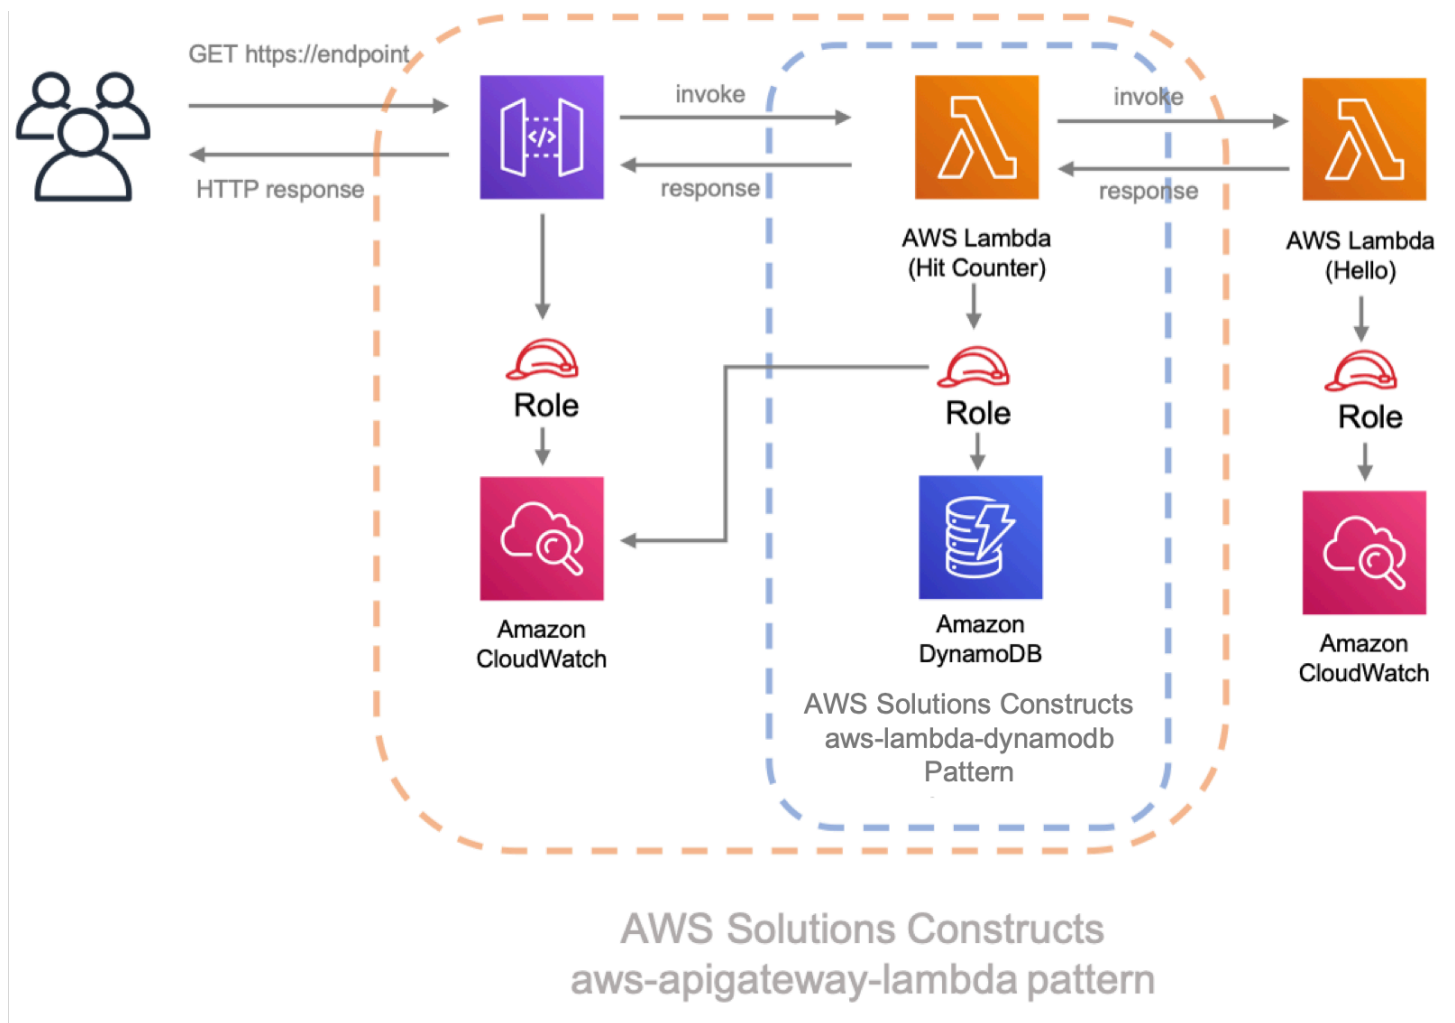 GET https://endpoint
HTTP response
invoke
response
invoke
response
</>
AWS Lambda
(Hit Counter)
AWS Lambda
(Hello)
Role
Role
Role
Amazon
CloudWatch
Amazon
DynamoDB
Amazon
CloudWatch
AWS Solutions Constructs
aws-lambda-dynamodb
Pattern
AWS Solutions Constructs
aws-apigateway-lambda pattern